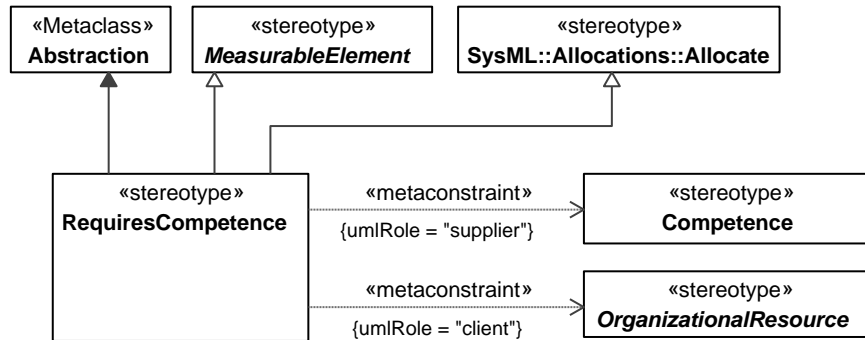 «Metaclass»
Abstraction
«stereotype»
MeasurableElement
«stereotype»
SysML::Allocations::Allocate
«stereotype»
RequiresCompetence
«metaconstraint»
{umlRole = "supplier"}
«stereotype»
Competence
«metaconstraint»
{umlRole = "client"}
«stereotype»
OrganizationalResource